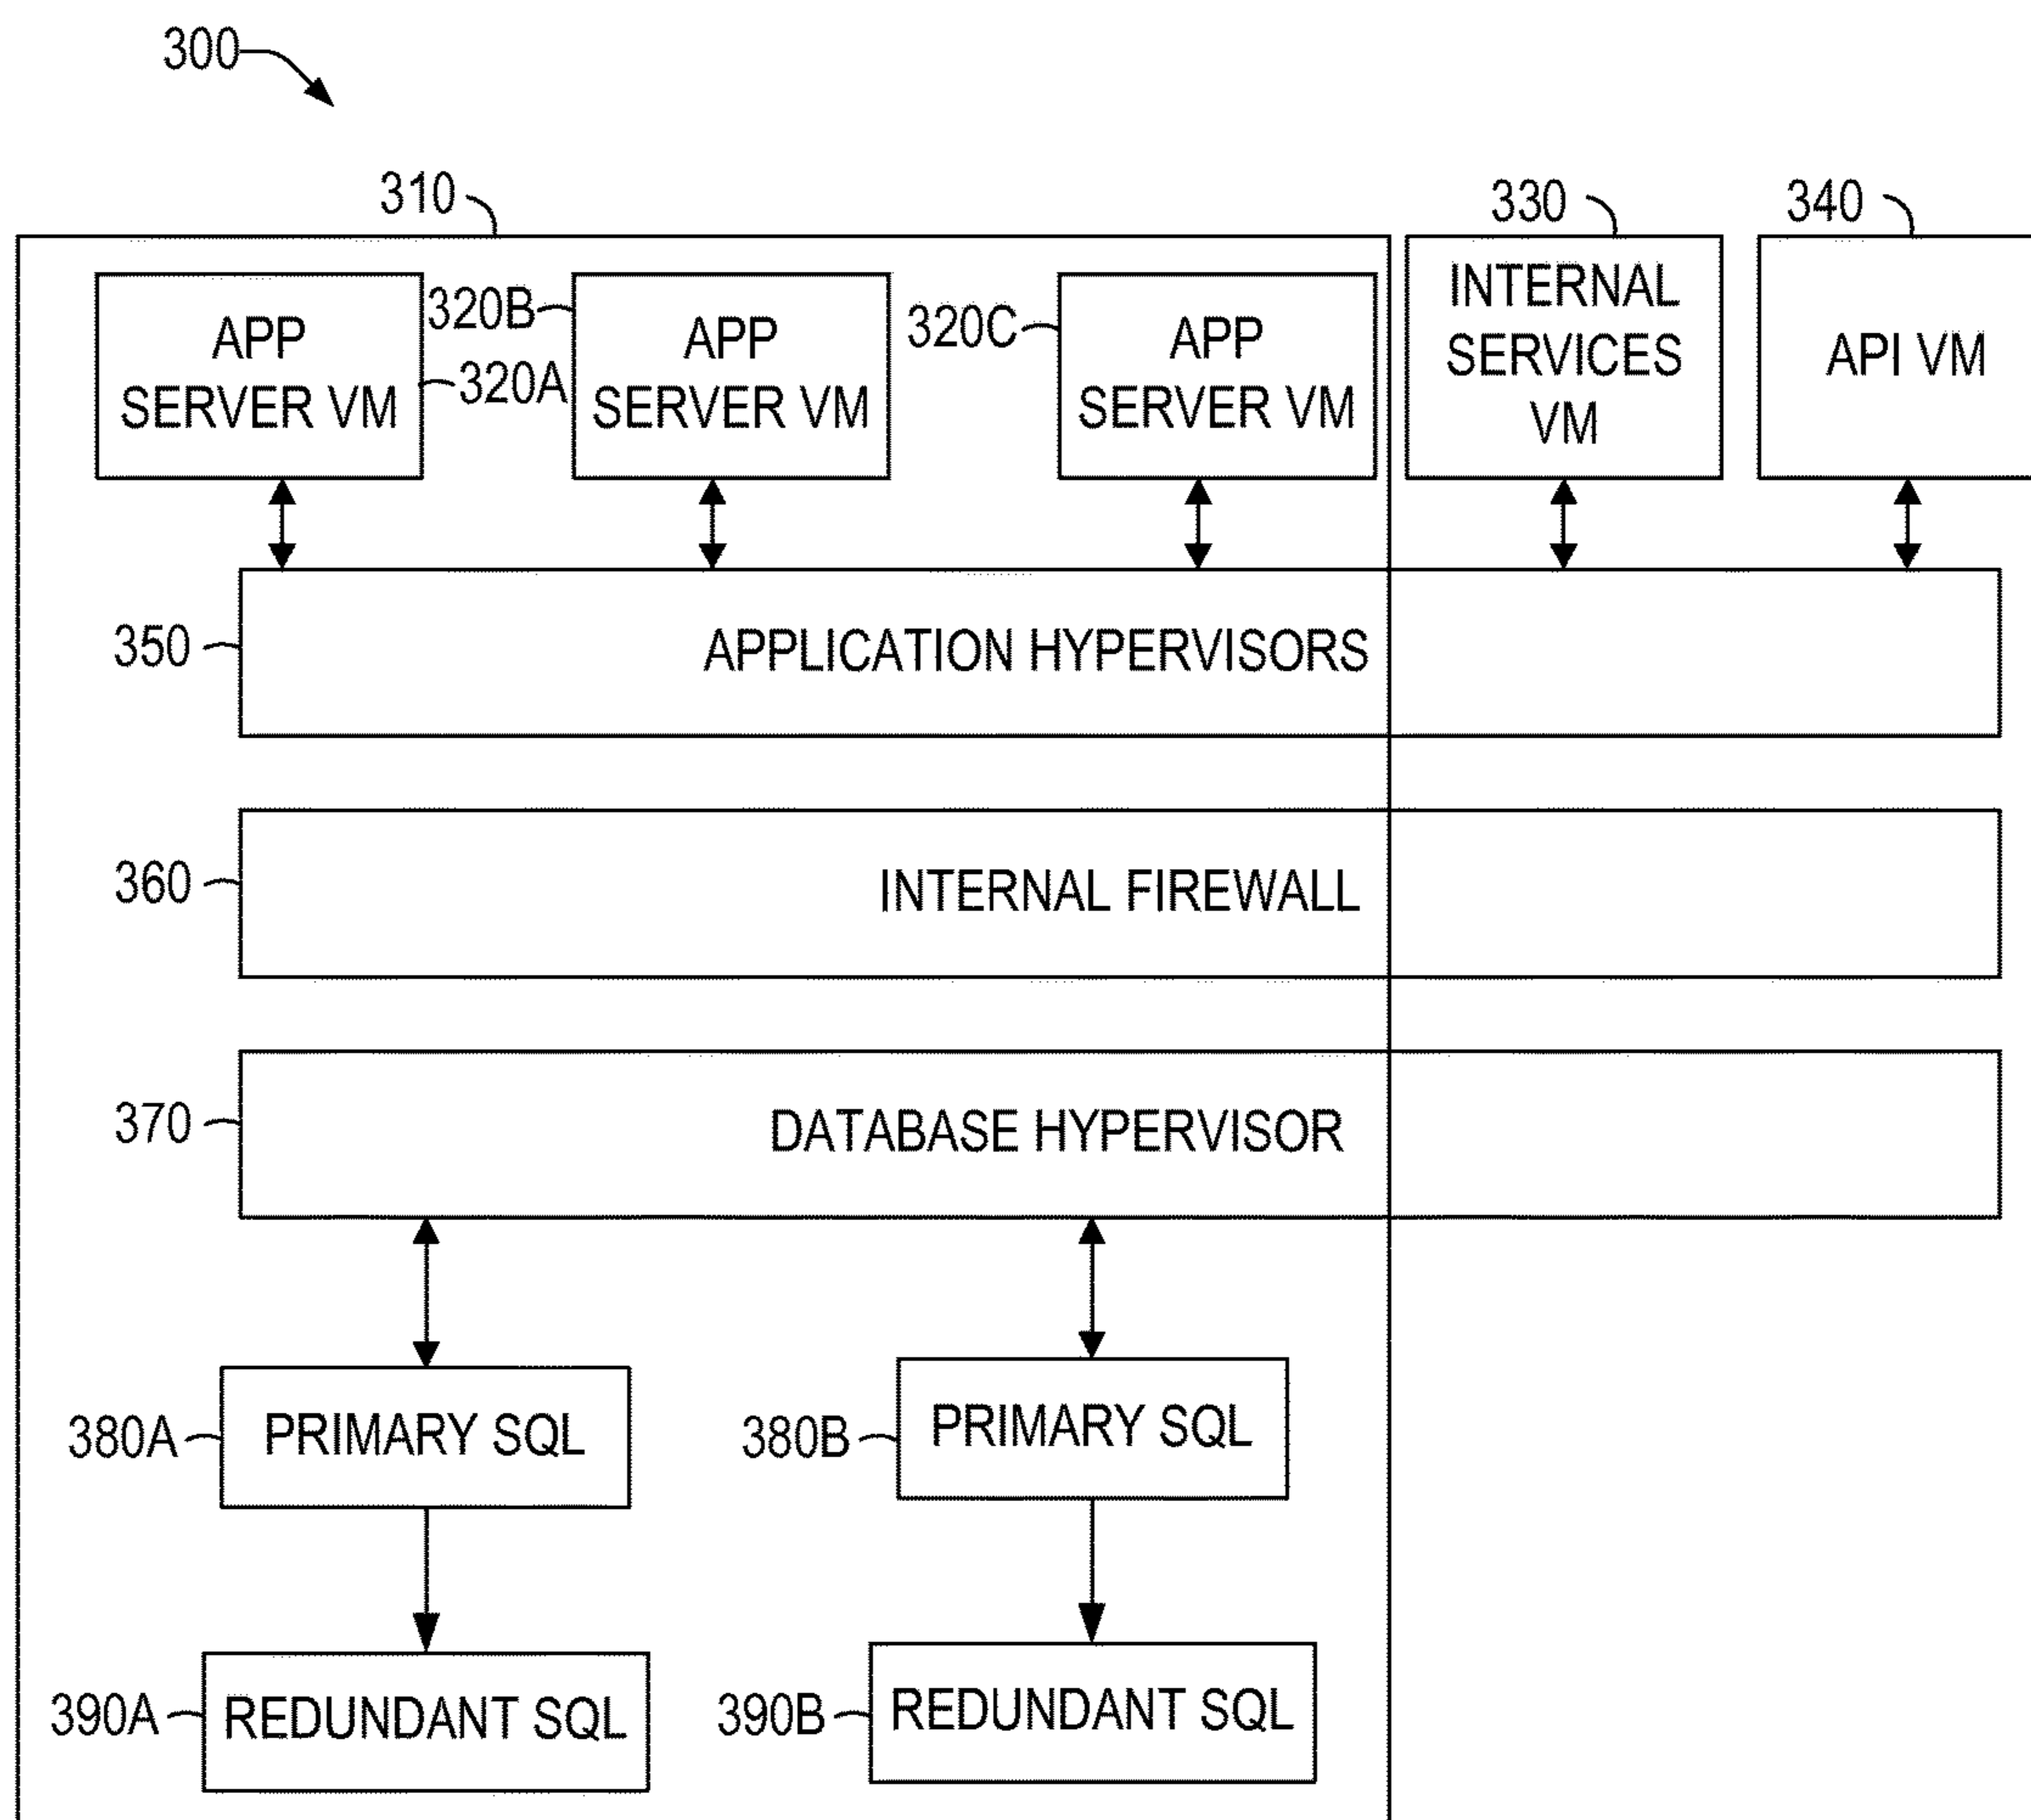 300
310
330
340
APP
SERVER VM
320A
320B
APP
SERVER VM
320C
APP
SERVER VM
INTERNAL
SERVICES
VM
API VM
350
APPLICATION HYPERVISORS
360
INTERNAL FIREWALL
370
DATABASE HYPERVISOR
380A
PRIMARY SQL
380B
PRIMARY SQL
390A
REDUNDANT SQL
390B
REDUNDANT SQL